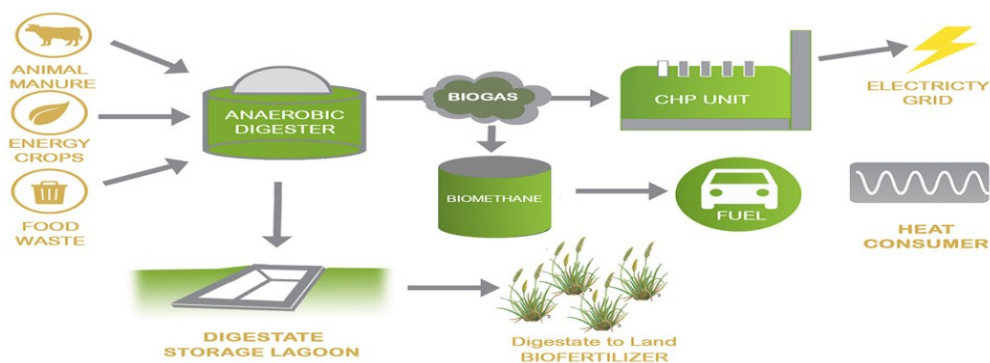 ANIMAL
MANURE
ENERGY
CROPS
FOOD
WASTE
ANAEROBIC
DIGESTER
BIOGAS
CHP UNIT
ELECTRICTY
GRID
BIOMETHANE
FUEL
HEAT
CONSUMER
DIGESTATE
STORAGE LAGOON
Digestate to Land
BIOFERTILIZER